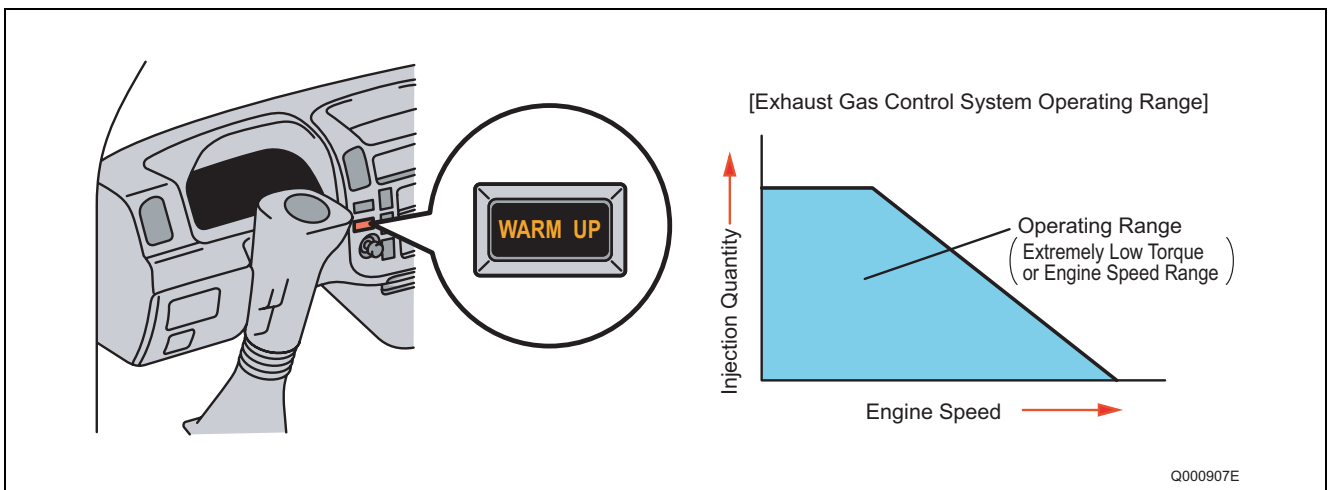 WARM UP
[Exhaust Gas Control System Operating Range]
Injection Quantity
Operating Range
(Extremely Low Torque
or Engine Speed Range)
Engine Speed
Q000907E